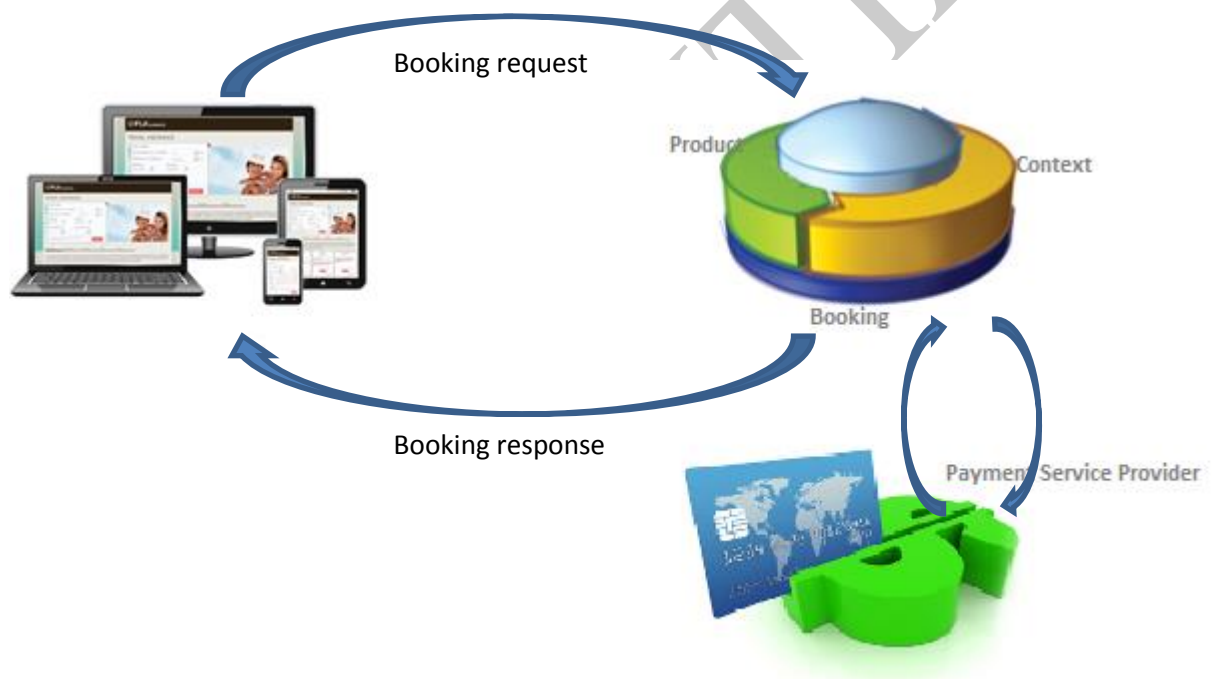 Booking request
Product
Context
Booking
Booking response
Payment Service Provider